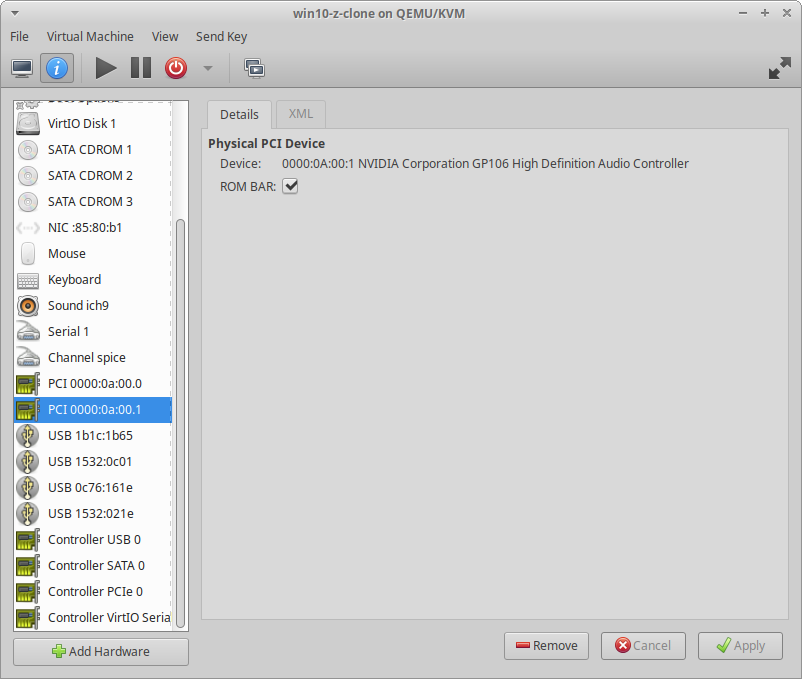 win10-z-clone on QEMU/KVM
File Virtual Machine View Send Key
Boot Options
VirtIO Disk 1
SATA CDROM 1
SATA CDROM 2
SATA CDROM 3
NIC :85:80:b1
Mouse
Keyboard
Sound ich9
Serial 1
Channel spice
PCI 0000:0a:00.0
PCI 0000:0a:00.1
USB 1b1c:1b65
USB 1532:0c01
USB 0c76:161e
USB 1532:021e
Controller USB 0
Controller SATA 0
Controller PCIe 0
Controller VirtIO Seria
Add Hardware
Details XML
Physical PCI Device
Device: 0000:0A:00:1 NVIDIA Corporation GP106 High Definition Audio Controller
ROM BAR:
Remove Cancel Apply